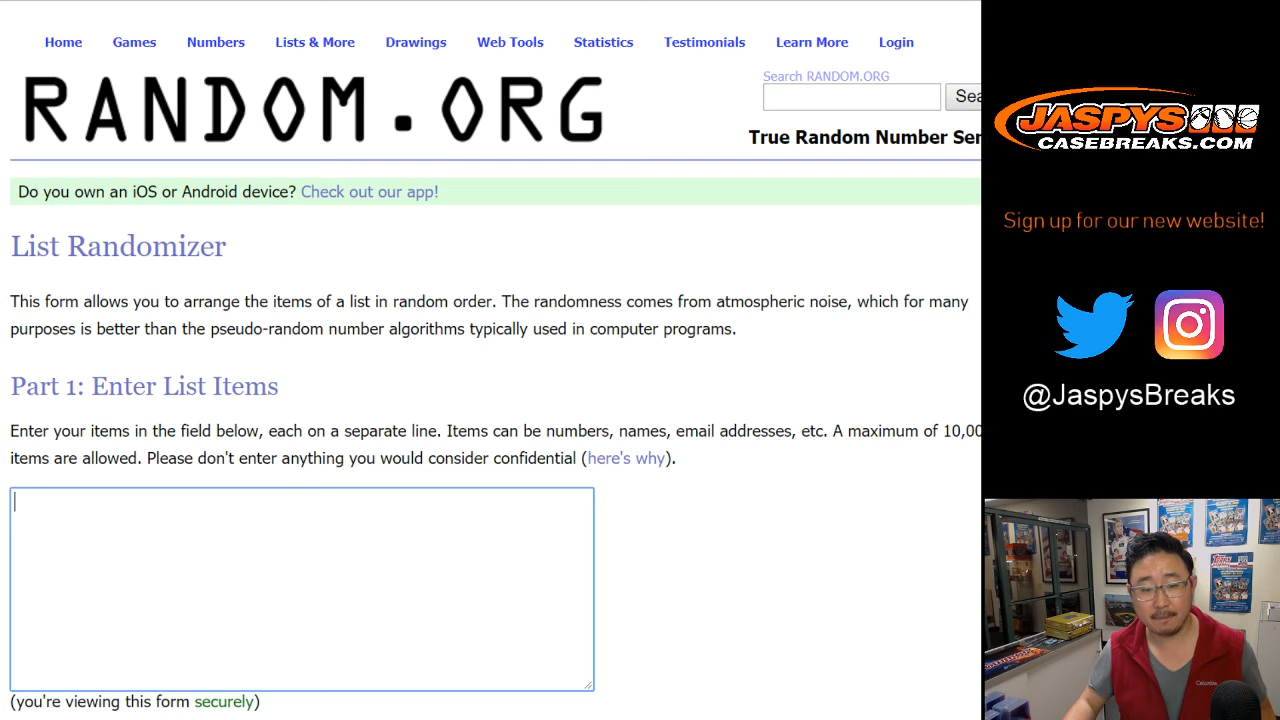 Home Games Numbers Lists & More Drawings Web Tools Statistics Testimonials Learn More Login
RANDOM.ORG
Search RANDOM.ORG
Sea
True Random Number Ser
Do you own an iOS or Android device? Check out our app!
List Randomizer
This form allows you to arrange the items of a list in random order. The randomness comes from atmospheric noise, which for many
purposes is better than the pseudo-random number algorithms typically used in computer programs.
Part 1: Enter List Items
Enter your items in the field below, each on a separate line. Items can be numbers, names, email addresses, etc. A maximum of 10,00
items are allowed. Please don't enter anything you would consider confidential (here's why).
(you're viewing this form securely)
JASPYS
CASEBREAKS.COM
Sign up for our new website!
@JaspysBreaks
Columbia